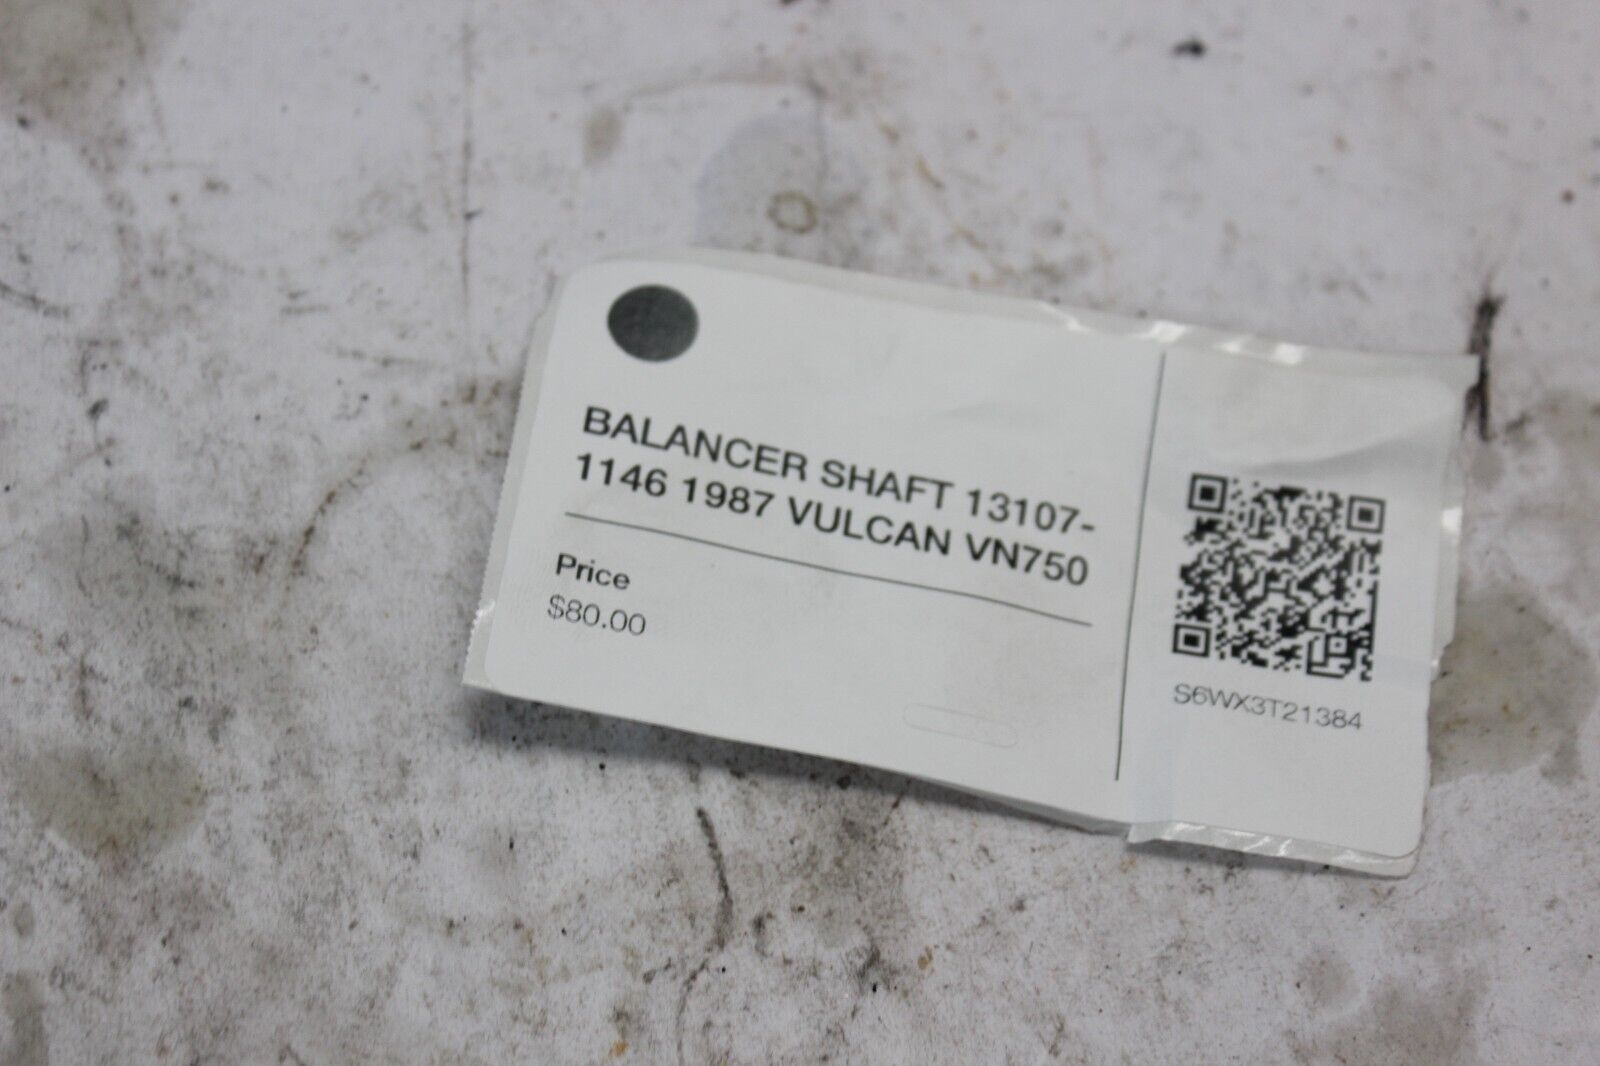 BALANCER SHAFT 13107-
1146 1987 VULCAN VN750
Price
$80.00
S6WX3T21384